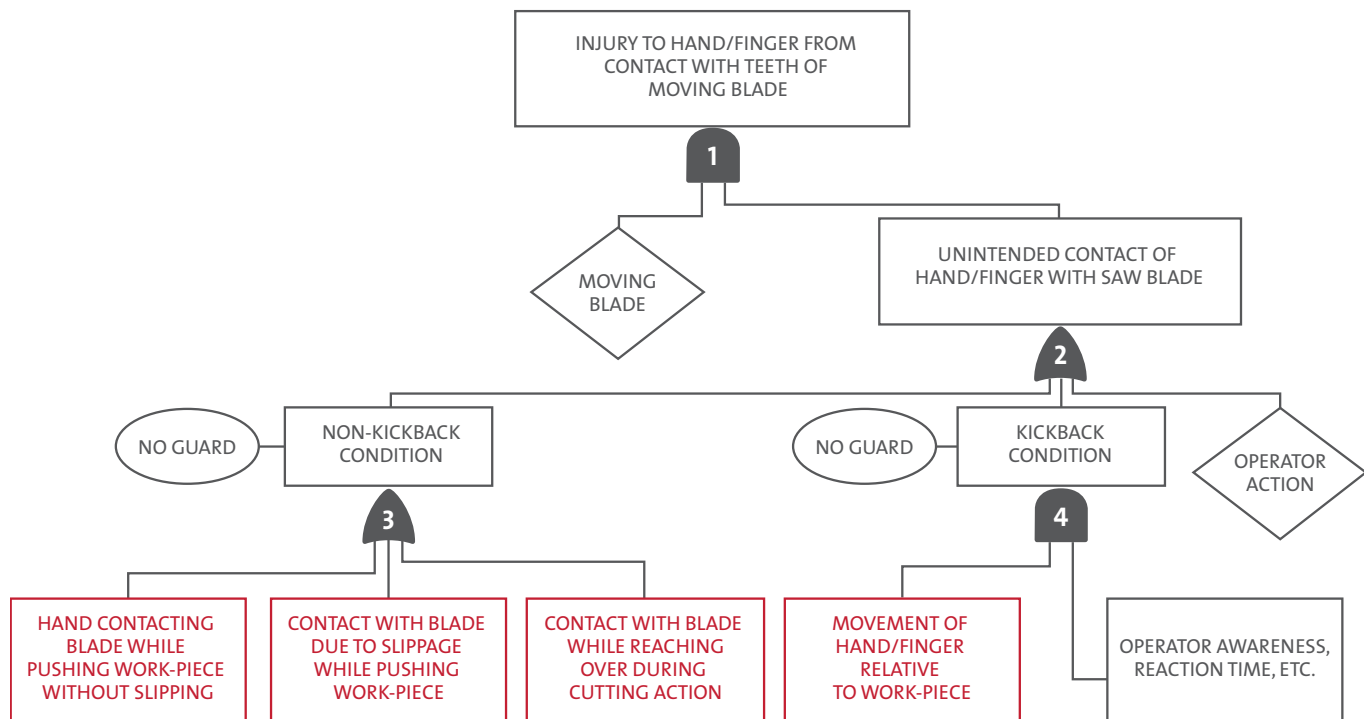 INJURY TO HAND/FINGER FROM
CONTACT WITH TEETH OF
MOVING BLADE
1
MOVING
BLADE
UNINTENDED CONTACT OF
HAND/FINGER WITH SAW BLADE
2
NO GUARD
NON-KICKBACK
CONDITION
NO GUARD
KICKBACK
CONDITION
OPERATOR
ACTION
3
4
HAND CONTACTING
BLADE WHILE
PUSHING WORK-PIECE
WITHOUT SLIPPING
CONTACT WITH BLADE
DUE TO SLIPPAGE
WHILE PUSHING
WORK-PIECE
CONTACT WITH BLADE
WHILE REACHING
OVER DURING
CUTTING ACTION
MOVEMENT OF
HAND/FINGER
RELATIVE
TO WORK-PIECE
OPERATOR AWARENESS,
REACTION TIME, ETC.